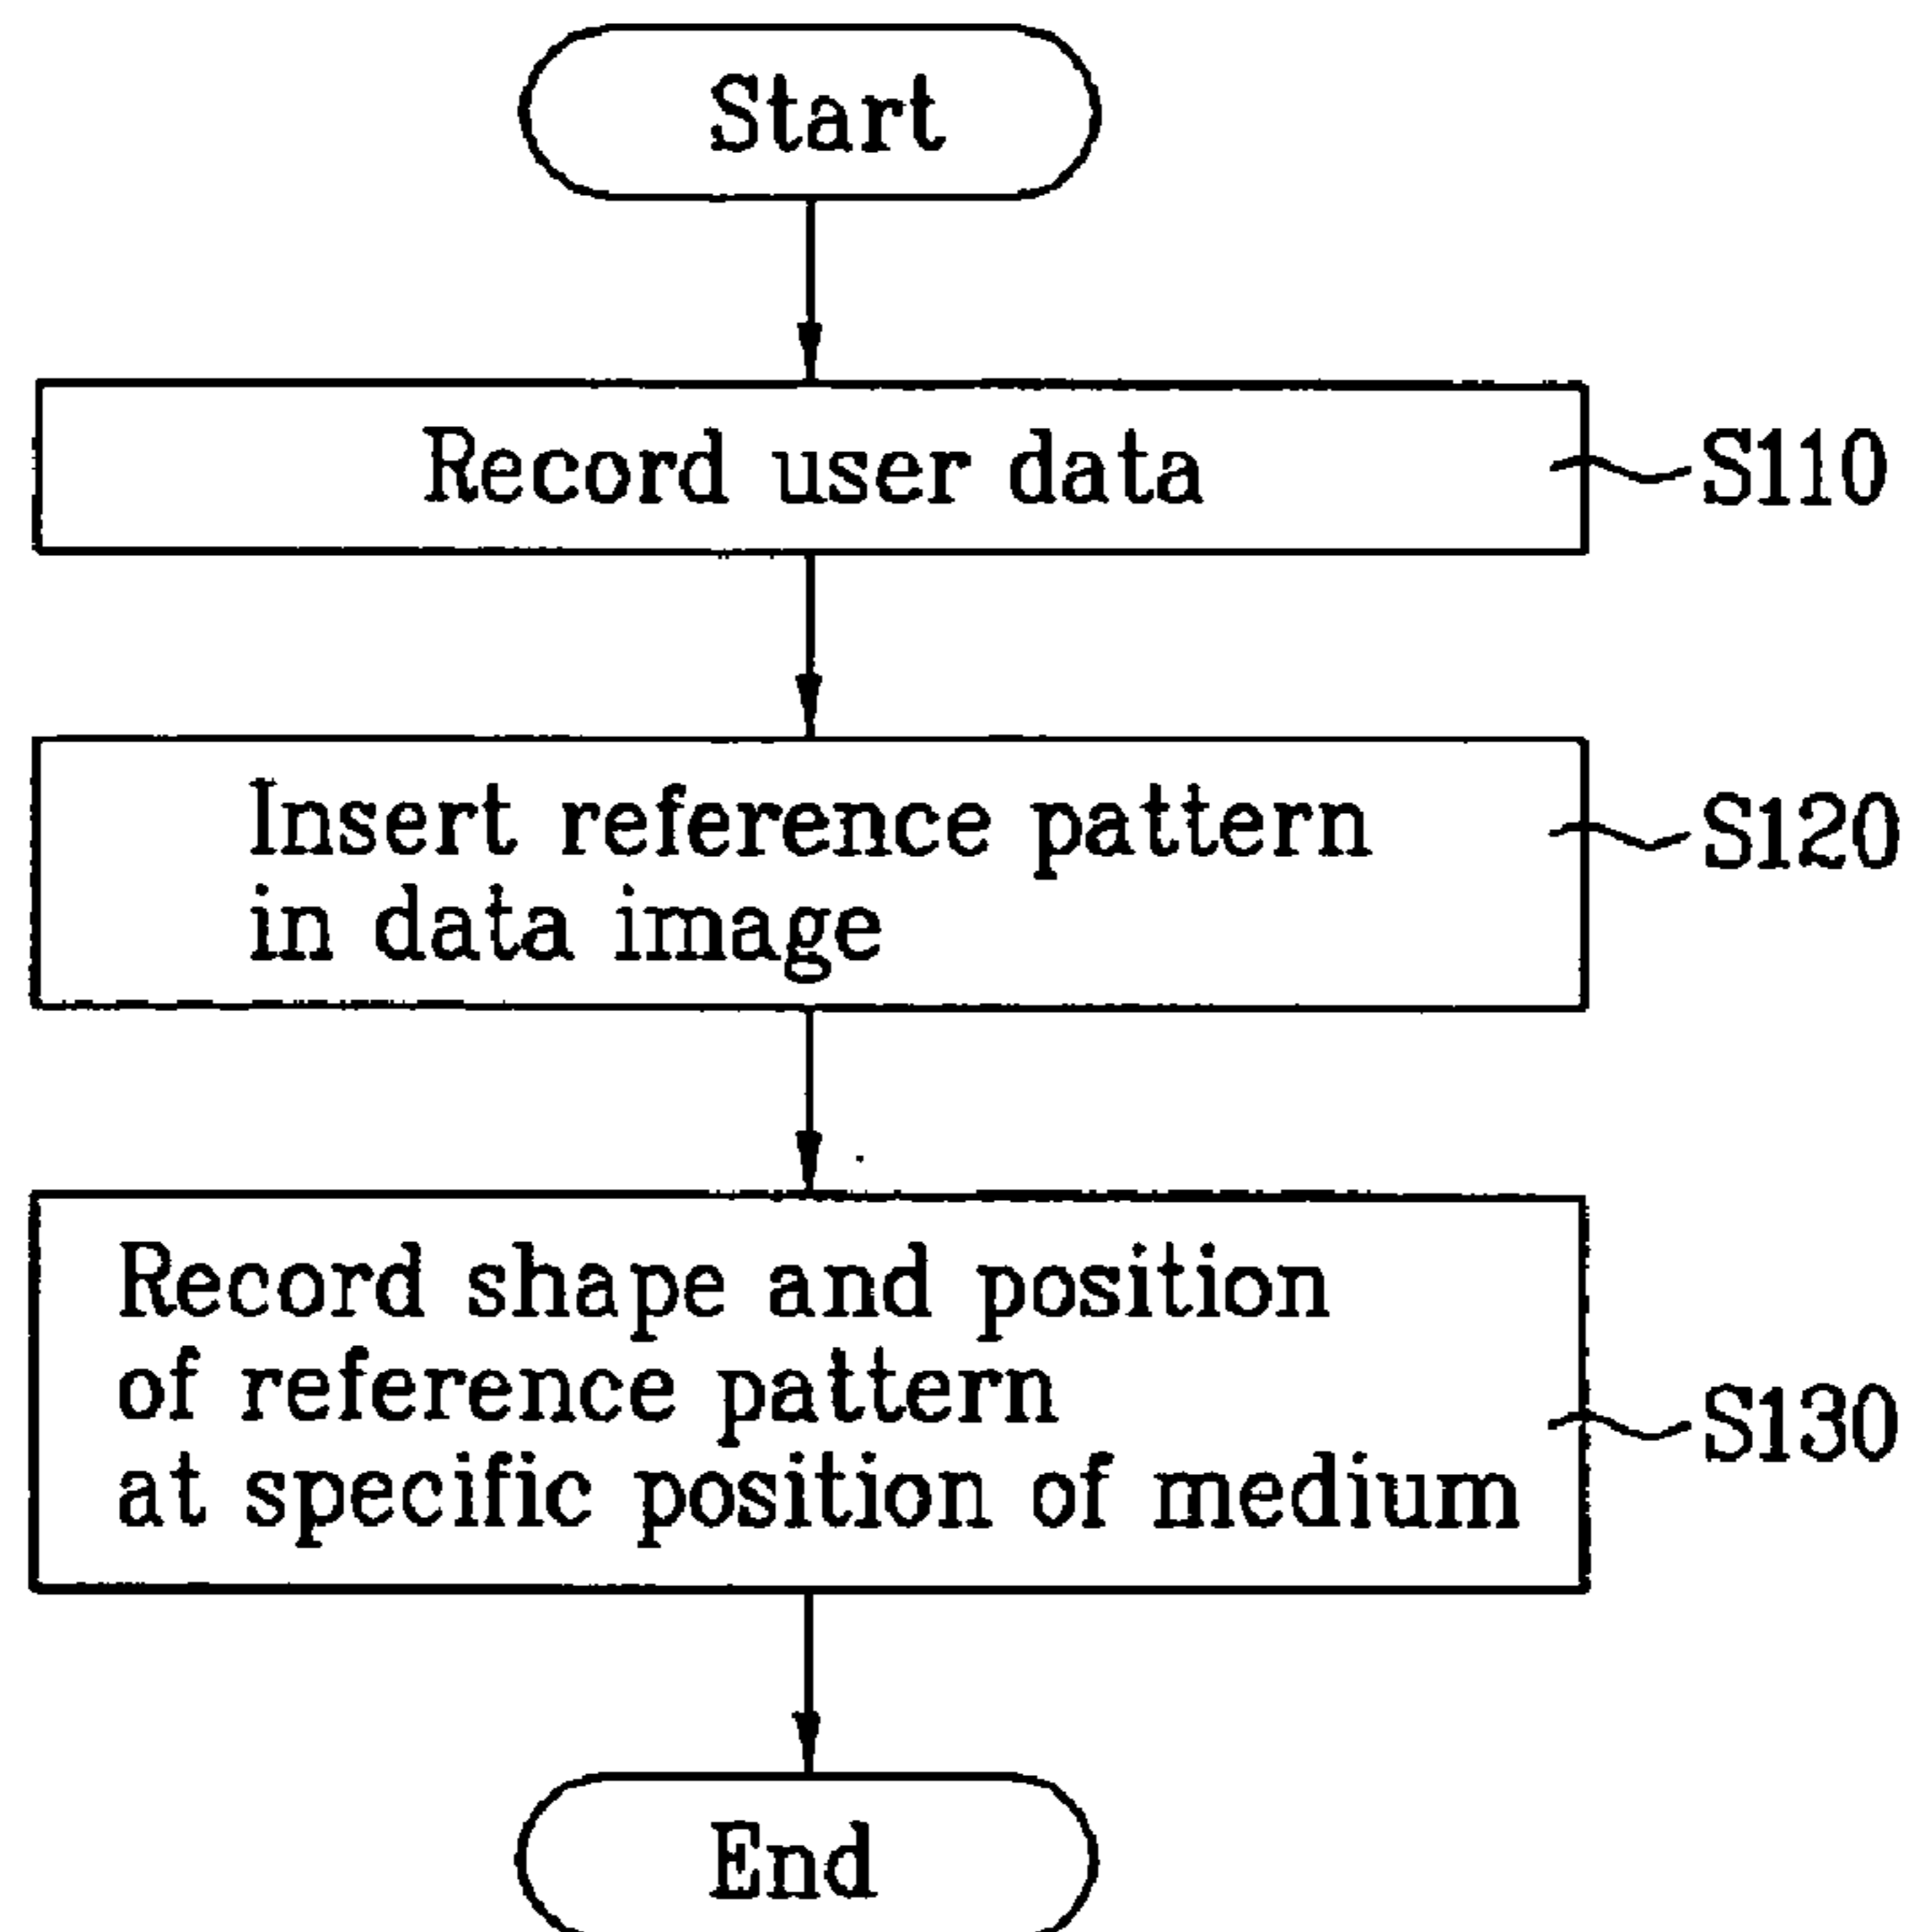 Start
Record user data
S110
Insert reference pattern
in data image
S120
Record shape and position
of reference pattern
at specific position of medium
S130
End